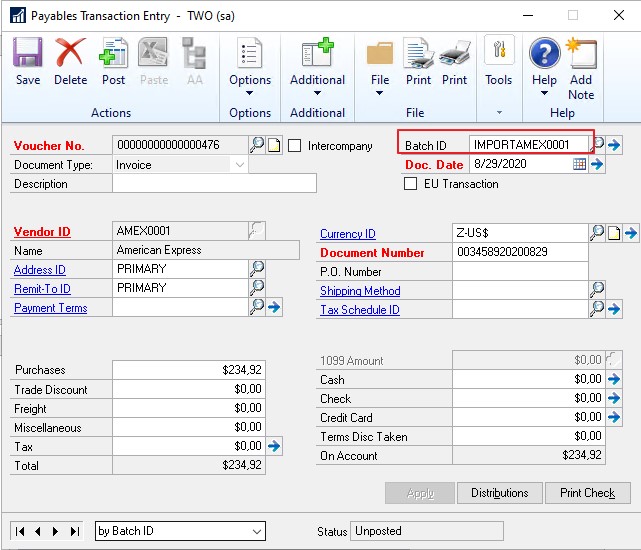 Payables Transaction Entry - TWO (sa)
Save Delete Post Paste AA Options Additional File Print Print Tools Help Add Note
Actions Options Additional File Help
Voucher No. 00000000000000476 Intercompany Batch ID IMPORTAMEX0001
Document Type: Invoice Doc. Date 8/29/2020
Description EU Transaction
Vendor ID AMEX0001 Currency ID Z-US$
Name American Express Document Number 003458920200829
Address ID PRIMARY P.O. Number
Remit-To ID PRIMARY Shipping Method
Payment Terms Tax Schedule ID
1099 Amount $0,00
Purchases $234,92 Cash $0,00
Trade Discount $0,00 Check $0,00
Freight $0,00 Credit Card $0,00
Miscellaneous $0,00 Terms Disc Taken $0,00
Tax $0,00 On Account $234,92
Total $234,92
Apply Distributions Print Check
by Batch ID Status Unposted